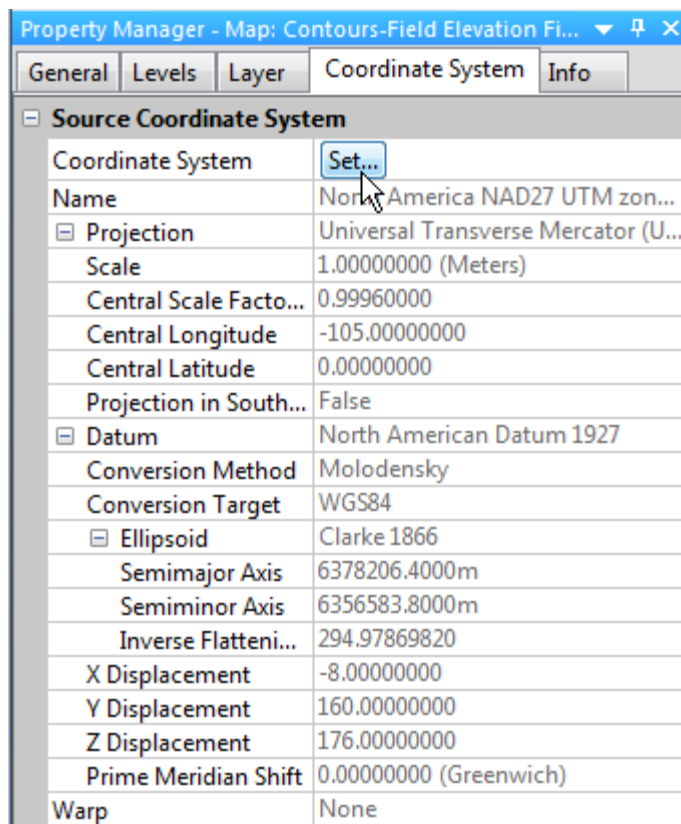 Property Manager - Map: Contours-Field Elevation Fi...
General Levels Layer Coordinate System Info
Source Coordinate System
Coordinate System Set...
Name North America NAD27 UTM zon...
Projection Universal Transverse Mercator (U...
Scale 1.00000000 (Meters)
Central Scale Facto... 0.99960000
Central Longitude -105.00000000
Central Latitude 0.00000000
Projection in South... False
Datum North American Datum 1927
Conversion Method Molodensky
Conversion Target WGS84
Ellipsoid Clarke 1866
Semimajor Axis 6378206.4000m
Semiminor Axis 6356583.8000m
Inverse Flatteni... 294.97869820
X Displacement -8.00000000
Y Displacement 160.00000000
Z Displacement 176.00000000
Prime Meridian Shift 0.00000000 (Greenwich)
Warp None